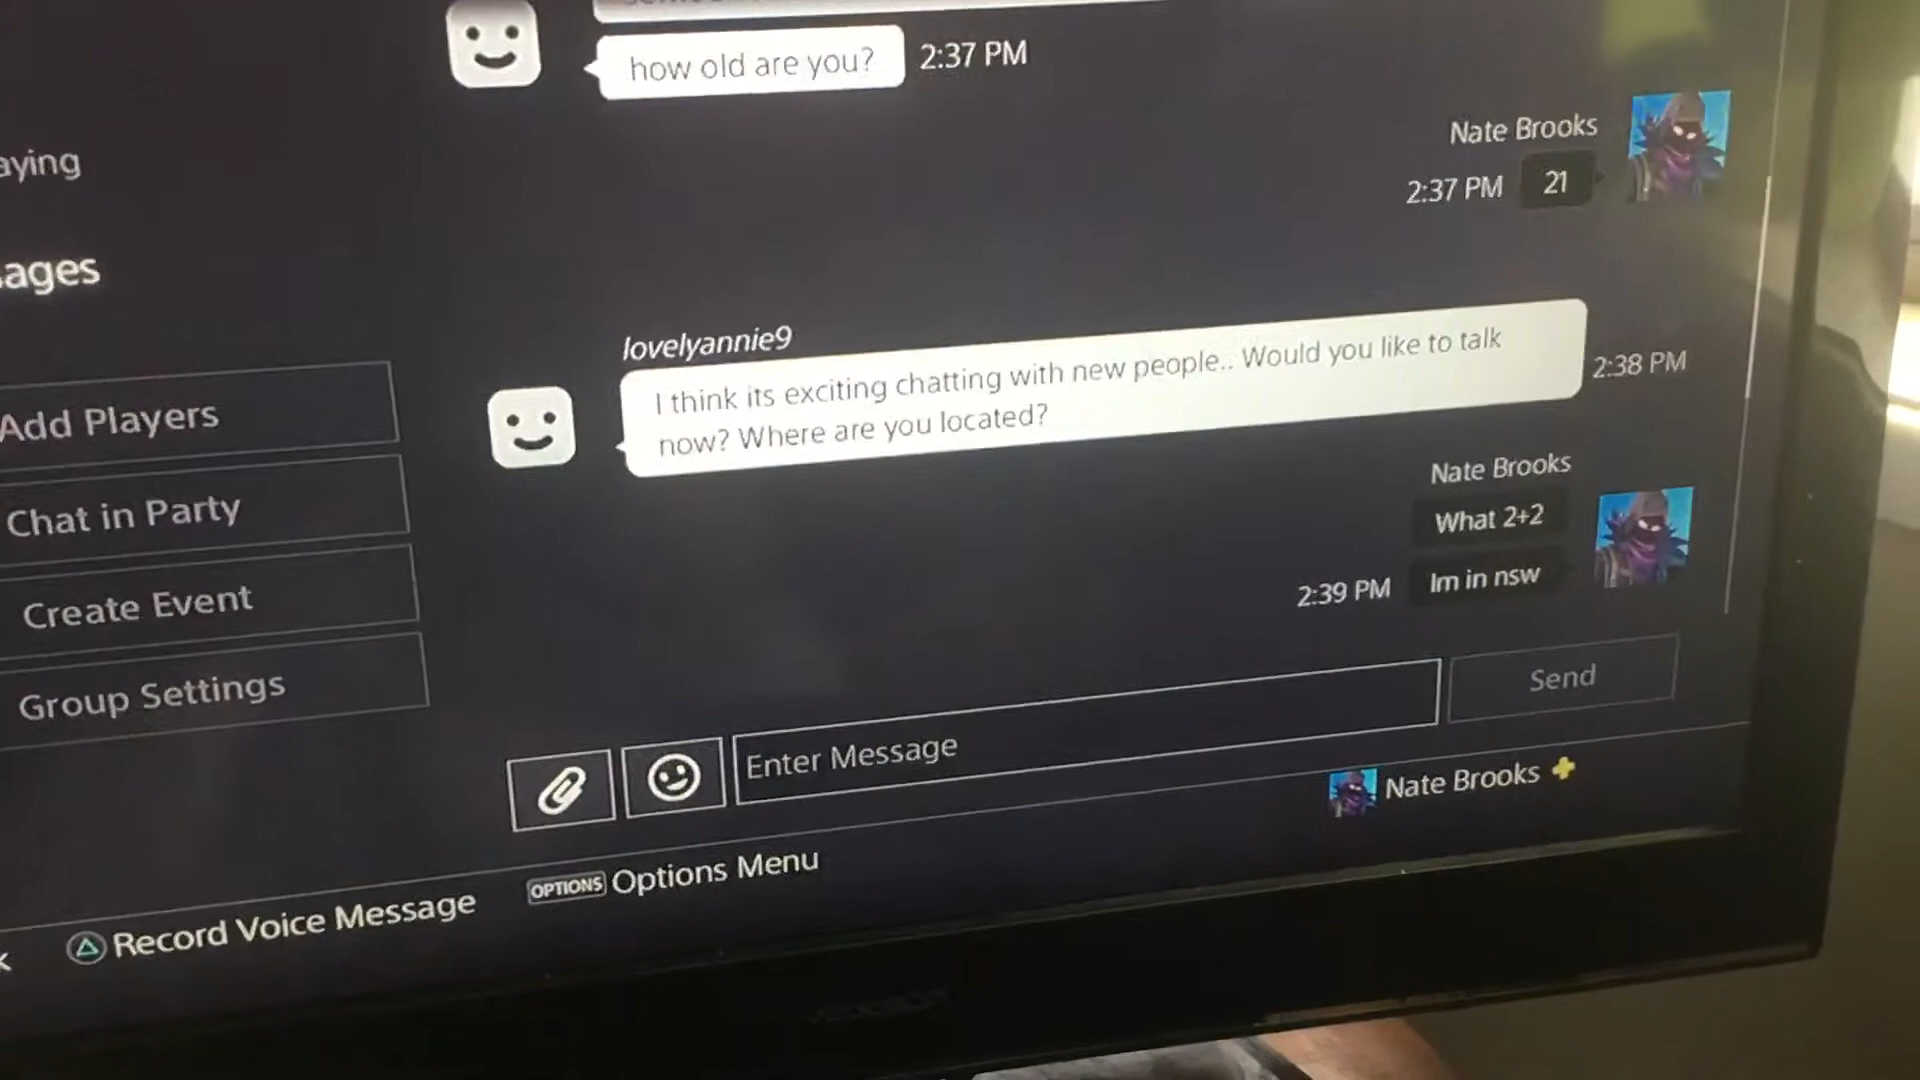 how old are you?
2:37 PM
Nate Brooks
2:37 PM
21
aying
ages
lovelyannie9
I think its exciting chatting with new people.. Would you like to talk
now? Where are you located?
2:38 PM
Add Players
Nate Brooks
What 2+2
Chat in Party
2:39 PM
Im in nsw
Create Event
Group Settings
Send
Enter Message
Nate Brooks
OPTIONS Options Menu
Record Voice Message